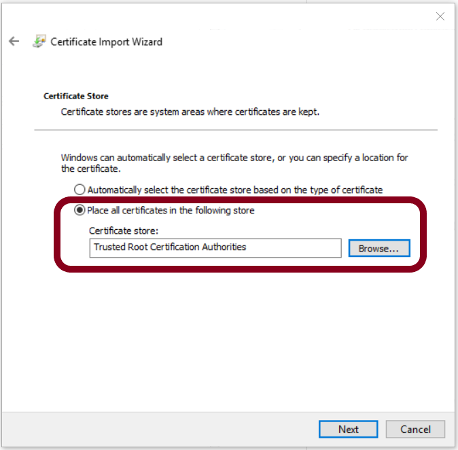 Certificate Import Wizard
Certificate Store
Certificate stores are system areas where certificates are kept.
Windows can automatically select a certificate store, or you can specify a location for
the certificate.
Automatically select the certificate store based on the type of certificate
Place all certificates in the following store
Certificate store:
Trusted Root Certification Authorities
Browse...
Next
Cancel